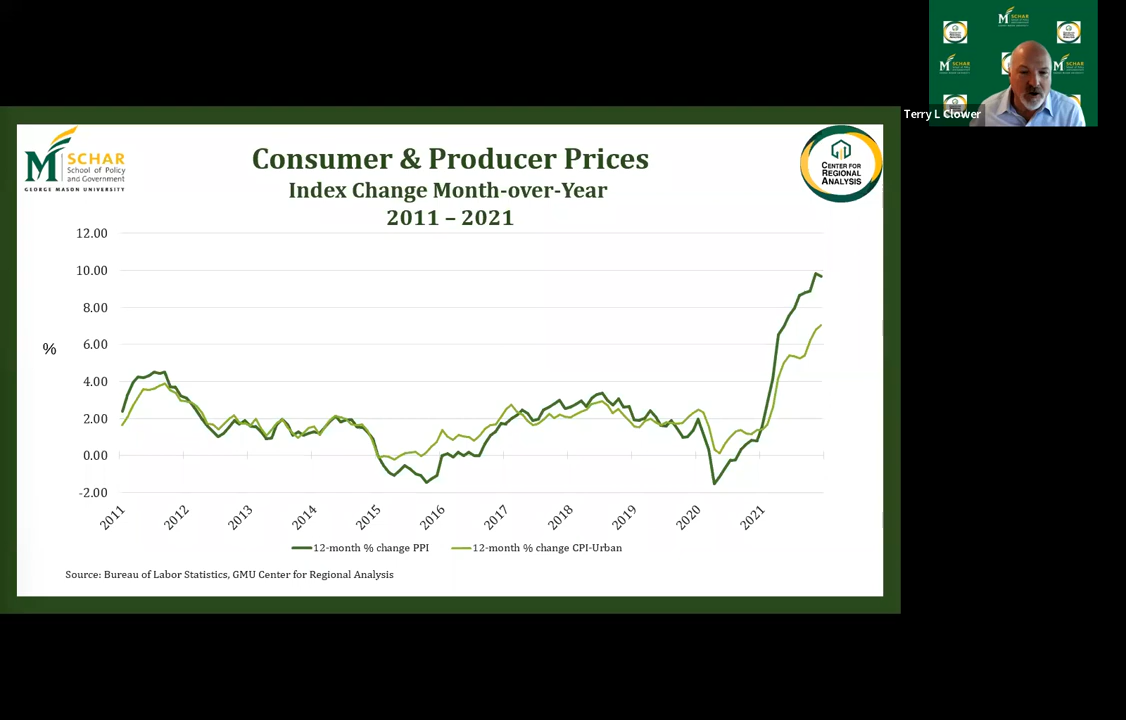 M SCHAR
Terry L Clower
M SCHAR
School of Policy
and Government
GEORGE MASON UNIVERSITY
Consumer & Producer Prices
Index Change Month-over-Year
2011 – 2021
CENTER FOR
REGIONAL
ANALYSIS
12.00
10.00
8.00
%
6.00
4.00
2.00
0.00
-2.00
2011
2012
2013
2014
2015
2016
2017
2018
2019
2020
2021
12-month % change PPI
12-month % change CPI-Urban
Source: Bureau of Labor Statistics, GMU Center for Regional Analysis